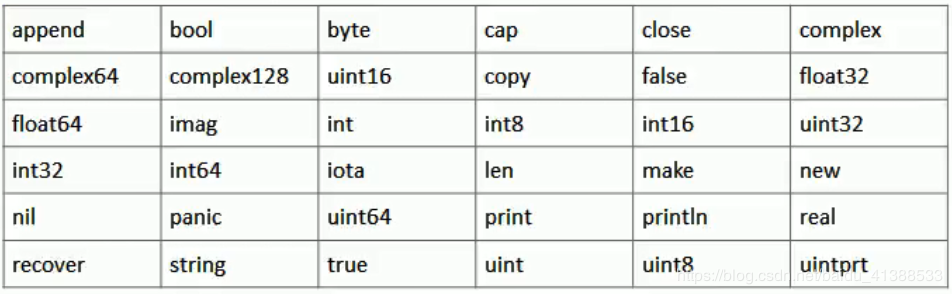 append bool byte cap close complex
complex64 complex128 uint16 copy false float32
float64 imag int int8 int16 uint32
int32 int64 iota len make new
nil panic uint64 print println real
recover string true uint uint8 uintprt
https://blog.csdn.net/baidu_41388533